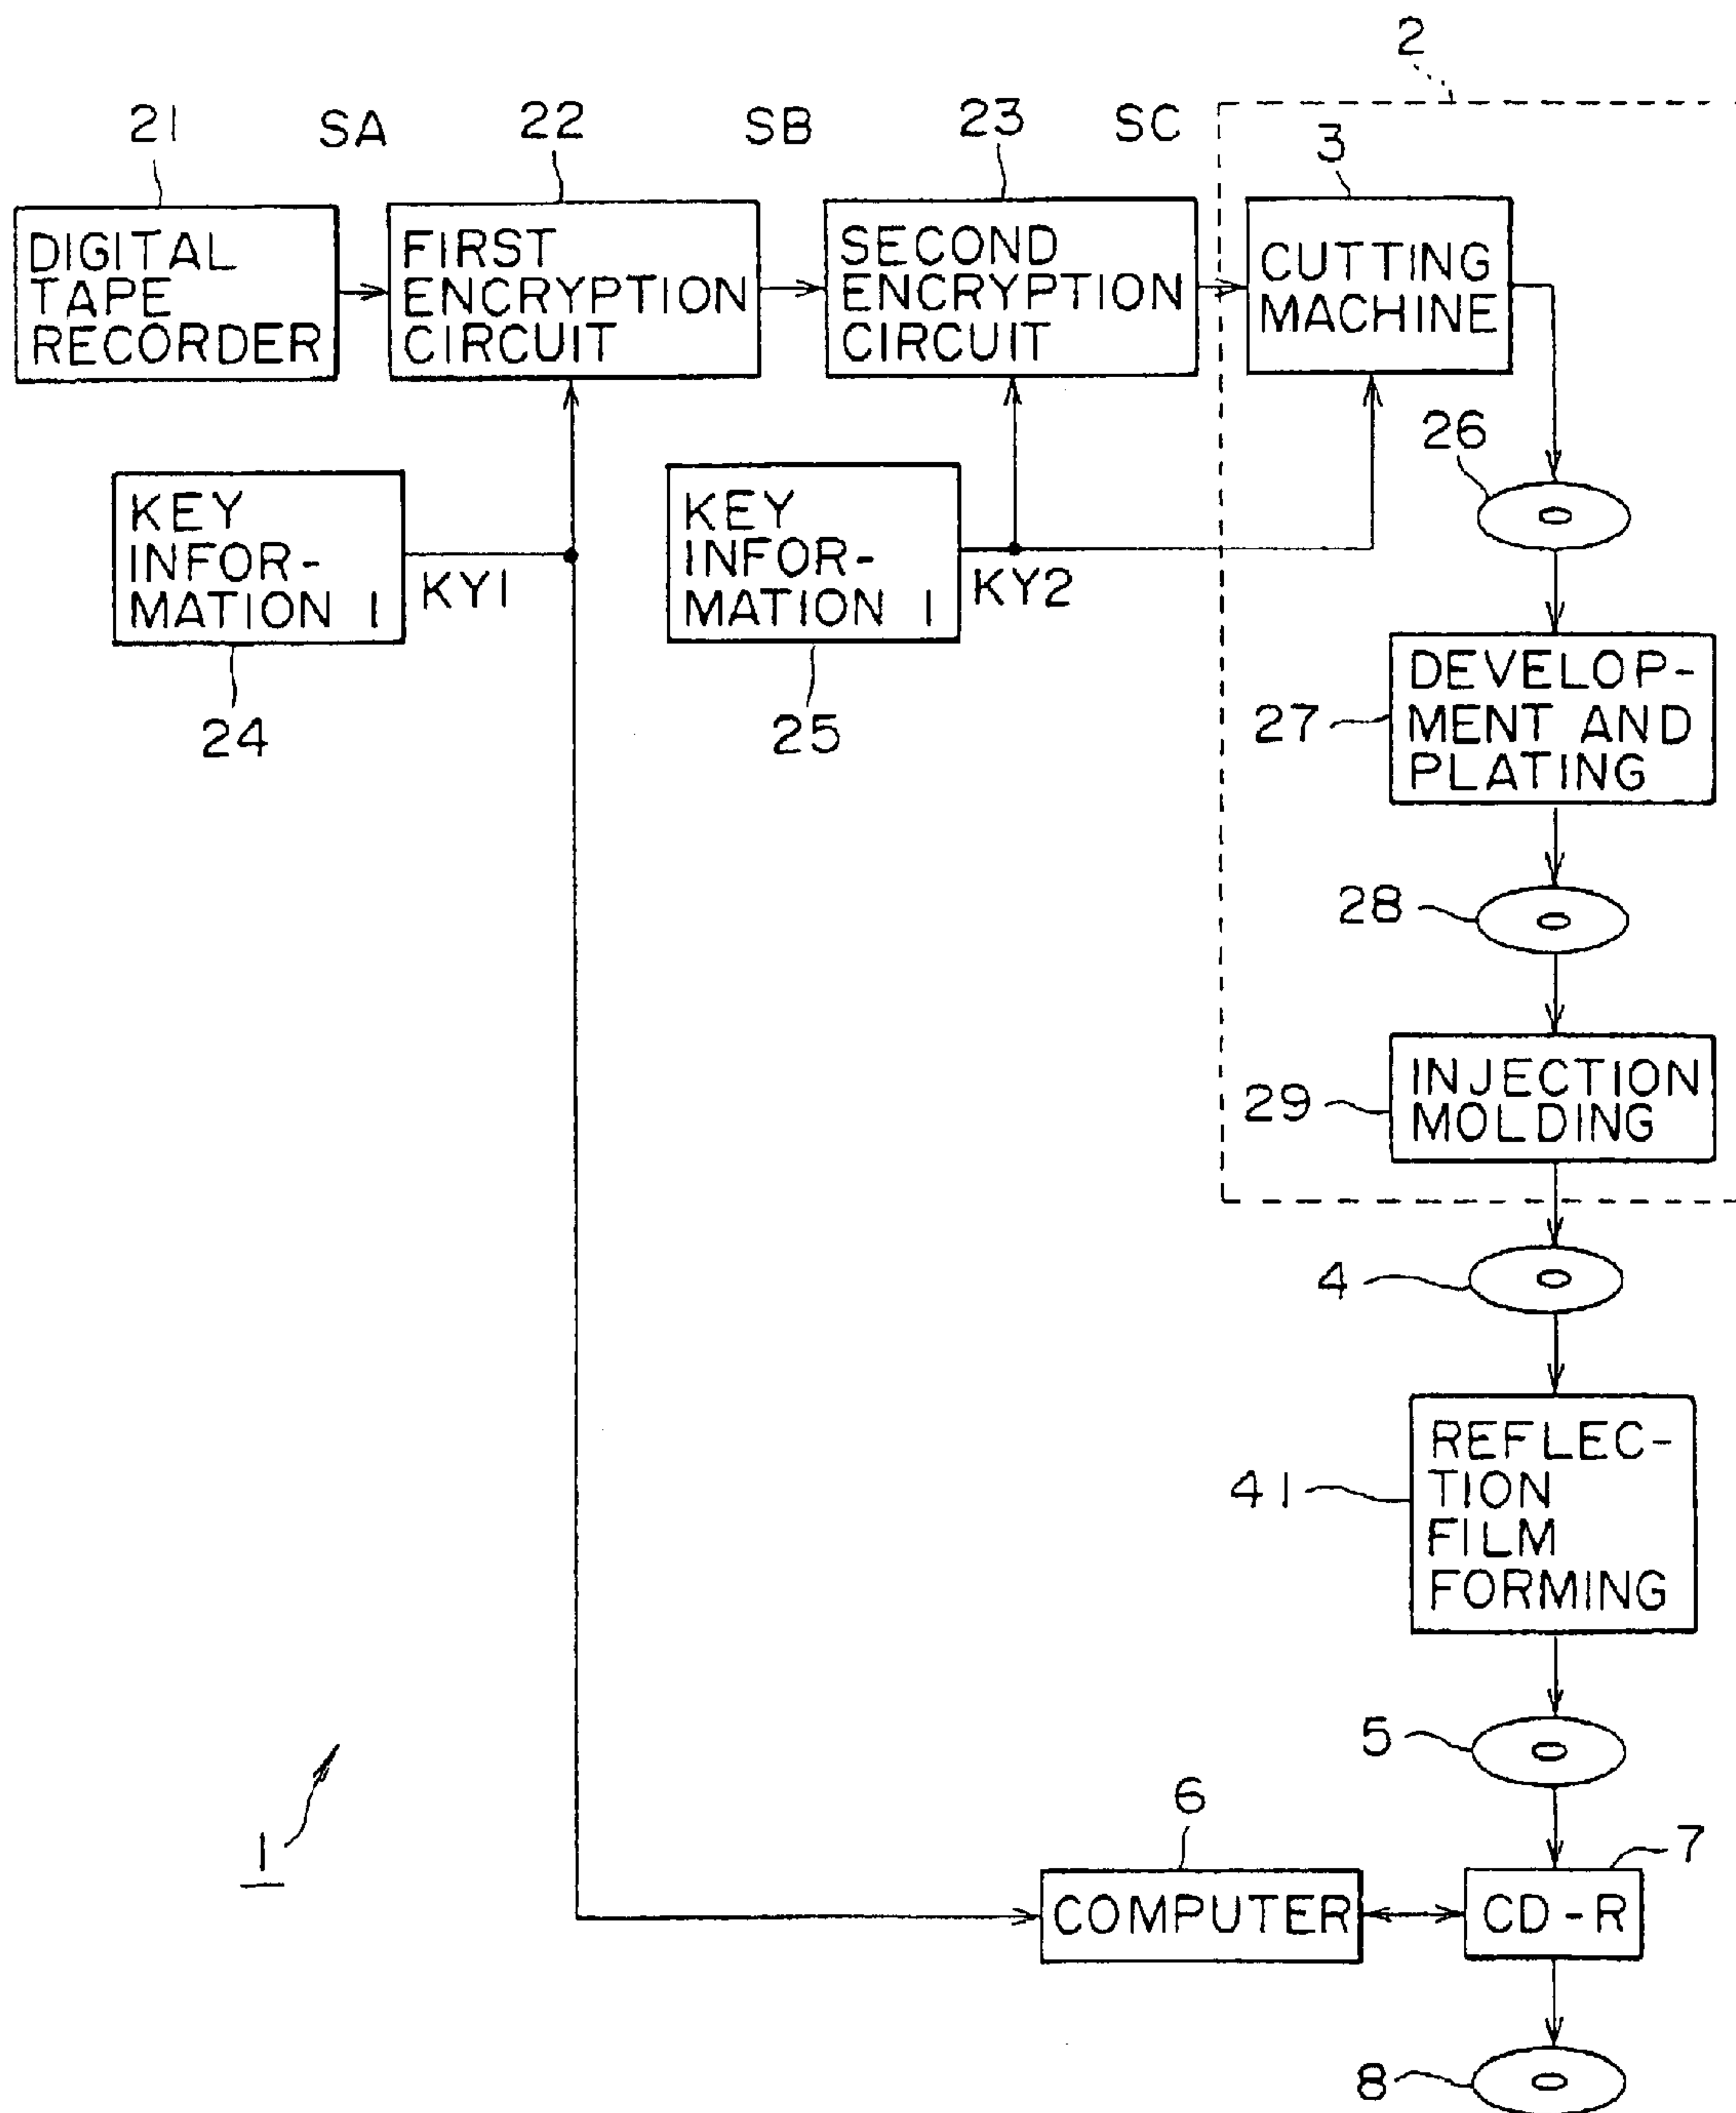 2
21 SA 22 SB 23 SC
3
DIGITAL
TAPE
RECORDER
FIRST
ENCRYPTION
CIRCUIT
SECOND
ENCRYPTION
CIRCUIT
CUTTING
MACHINE
26
KEY
INFOR-
MATION 1
KY1
24
KEY
INFOR-
MATION 1
KY2
25
27
DEVELOP-
MENT AND
PLATING
28
29
INJECTION
MOLDING
4
41
REFLEC-
TION
FILM
FORMING
5
1
6
COMPUTER
7
CD-R
8